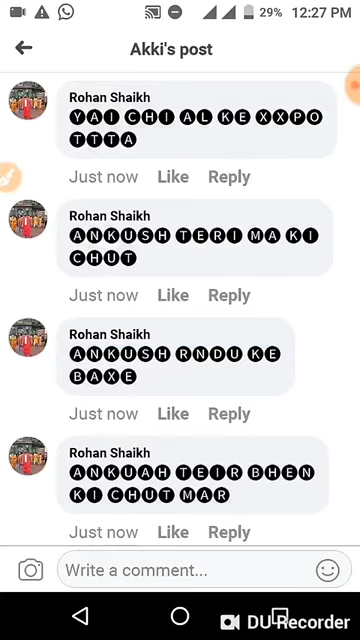 29% 12:27 PM
Akki's post
Rohan Shaikh
YAI CHI AL KE XXPO
TTTA
Just now Like Reply
Rohan Shaikh
ANKUSH TERI MA KI
CHUT
Just now Like Reply
Rohan Shaikh
ANKUSH RNDU KE
BAXE
Just now Like Reply
Rohan Shaikh
ANKUAH TEIR BHEN
KI CHUT MAR
Just now Like Reply
Write a comment...
DU Recorder